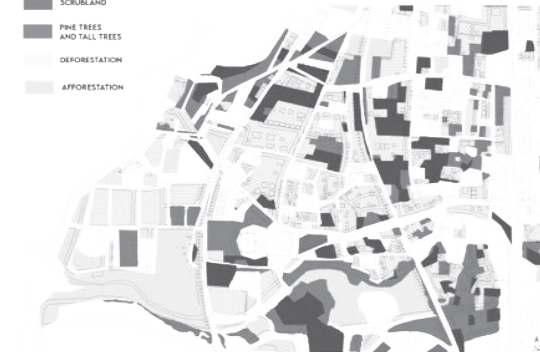 SCRUBLAND
PINE TREES
AND TALL TREES
DEFORESTATION
AFFORESTATION